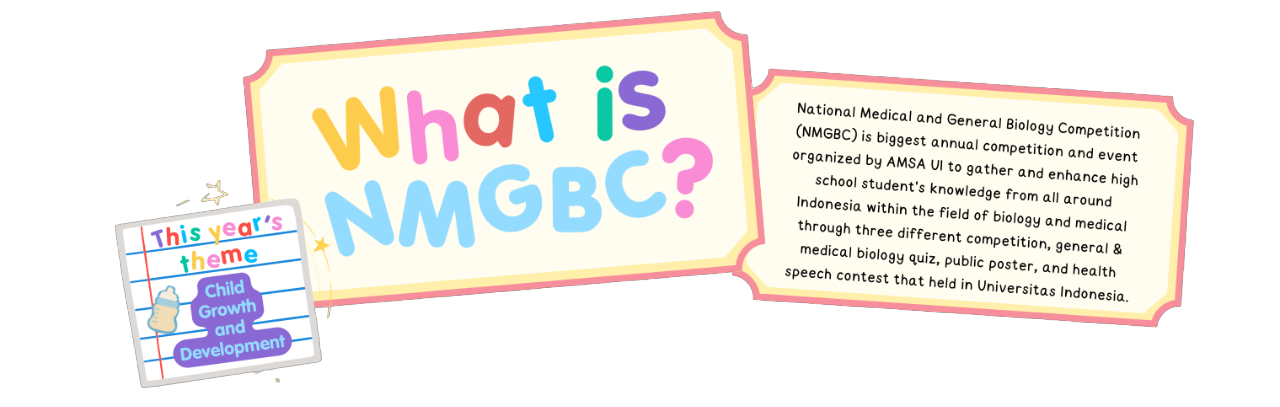 What is
NMGBC?
National Medical and General Biology Competition
(NMGBC) is biggest annual competition and event
organized by AMSA UI to gather and enhance high
school student's knowledge from all around
Indonesia within the field of biology and medical
through three different competition, general &
medical biology quiz, public poster, and health
speech contest that held in Universitas Indonesia.
This year's
theme
Child
Growth
and
Development